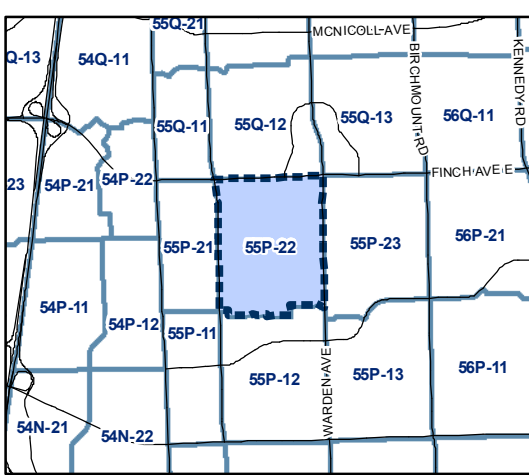 55Q-21
MCNICOLL AVE
Q-13
54Q-11
BIRCHMOUNT RD
KENNEDY RD
55Q-11
55Q-12
55Q-13
56Q-11
23
54P-21
54P-22
FINCH AVE E
55P-21
55P-22
55P-23
56P-21
54P-11
54P-12
55P-11
55P-12
WARDEN AVE
55P-13
56P-11
54N-21
54N-22